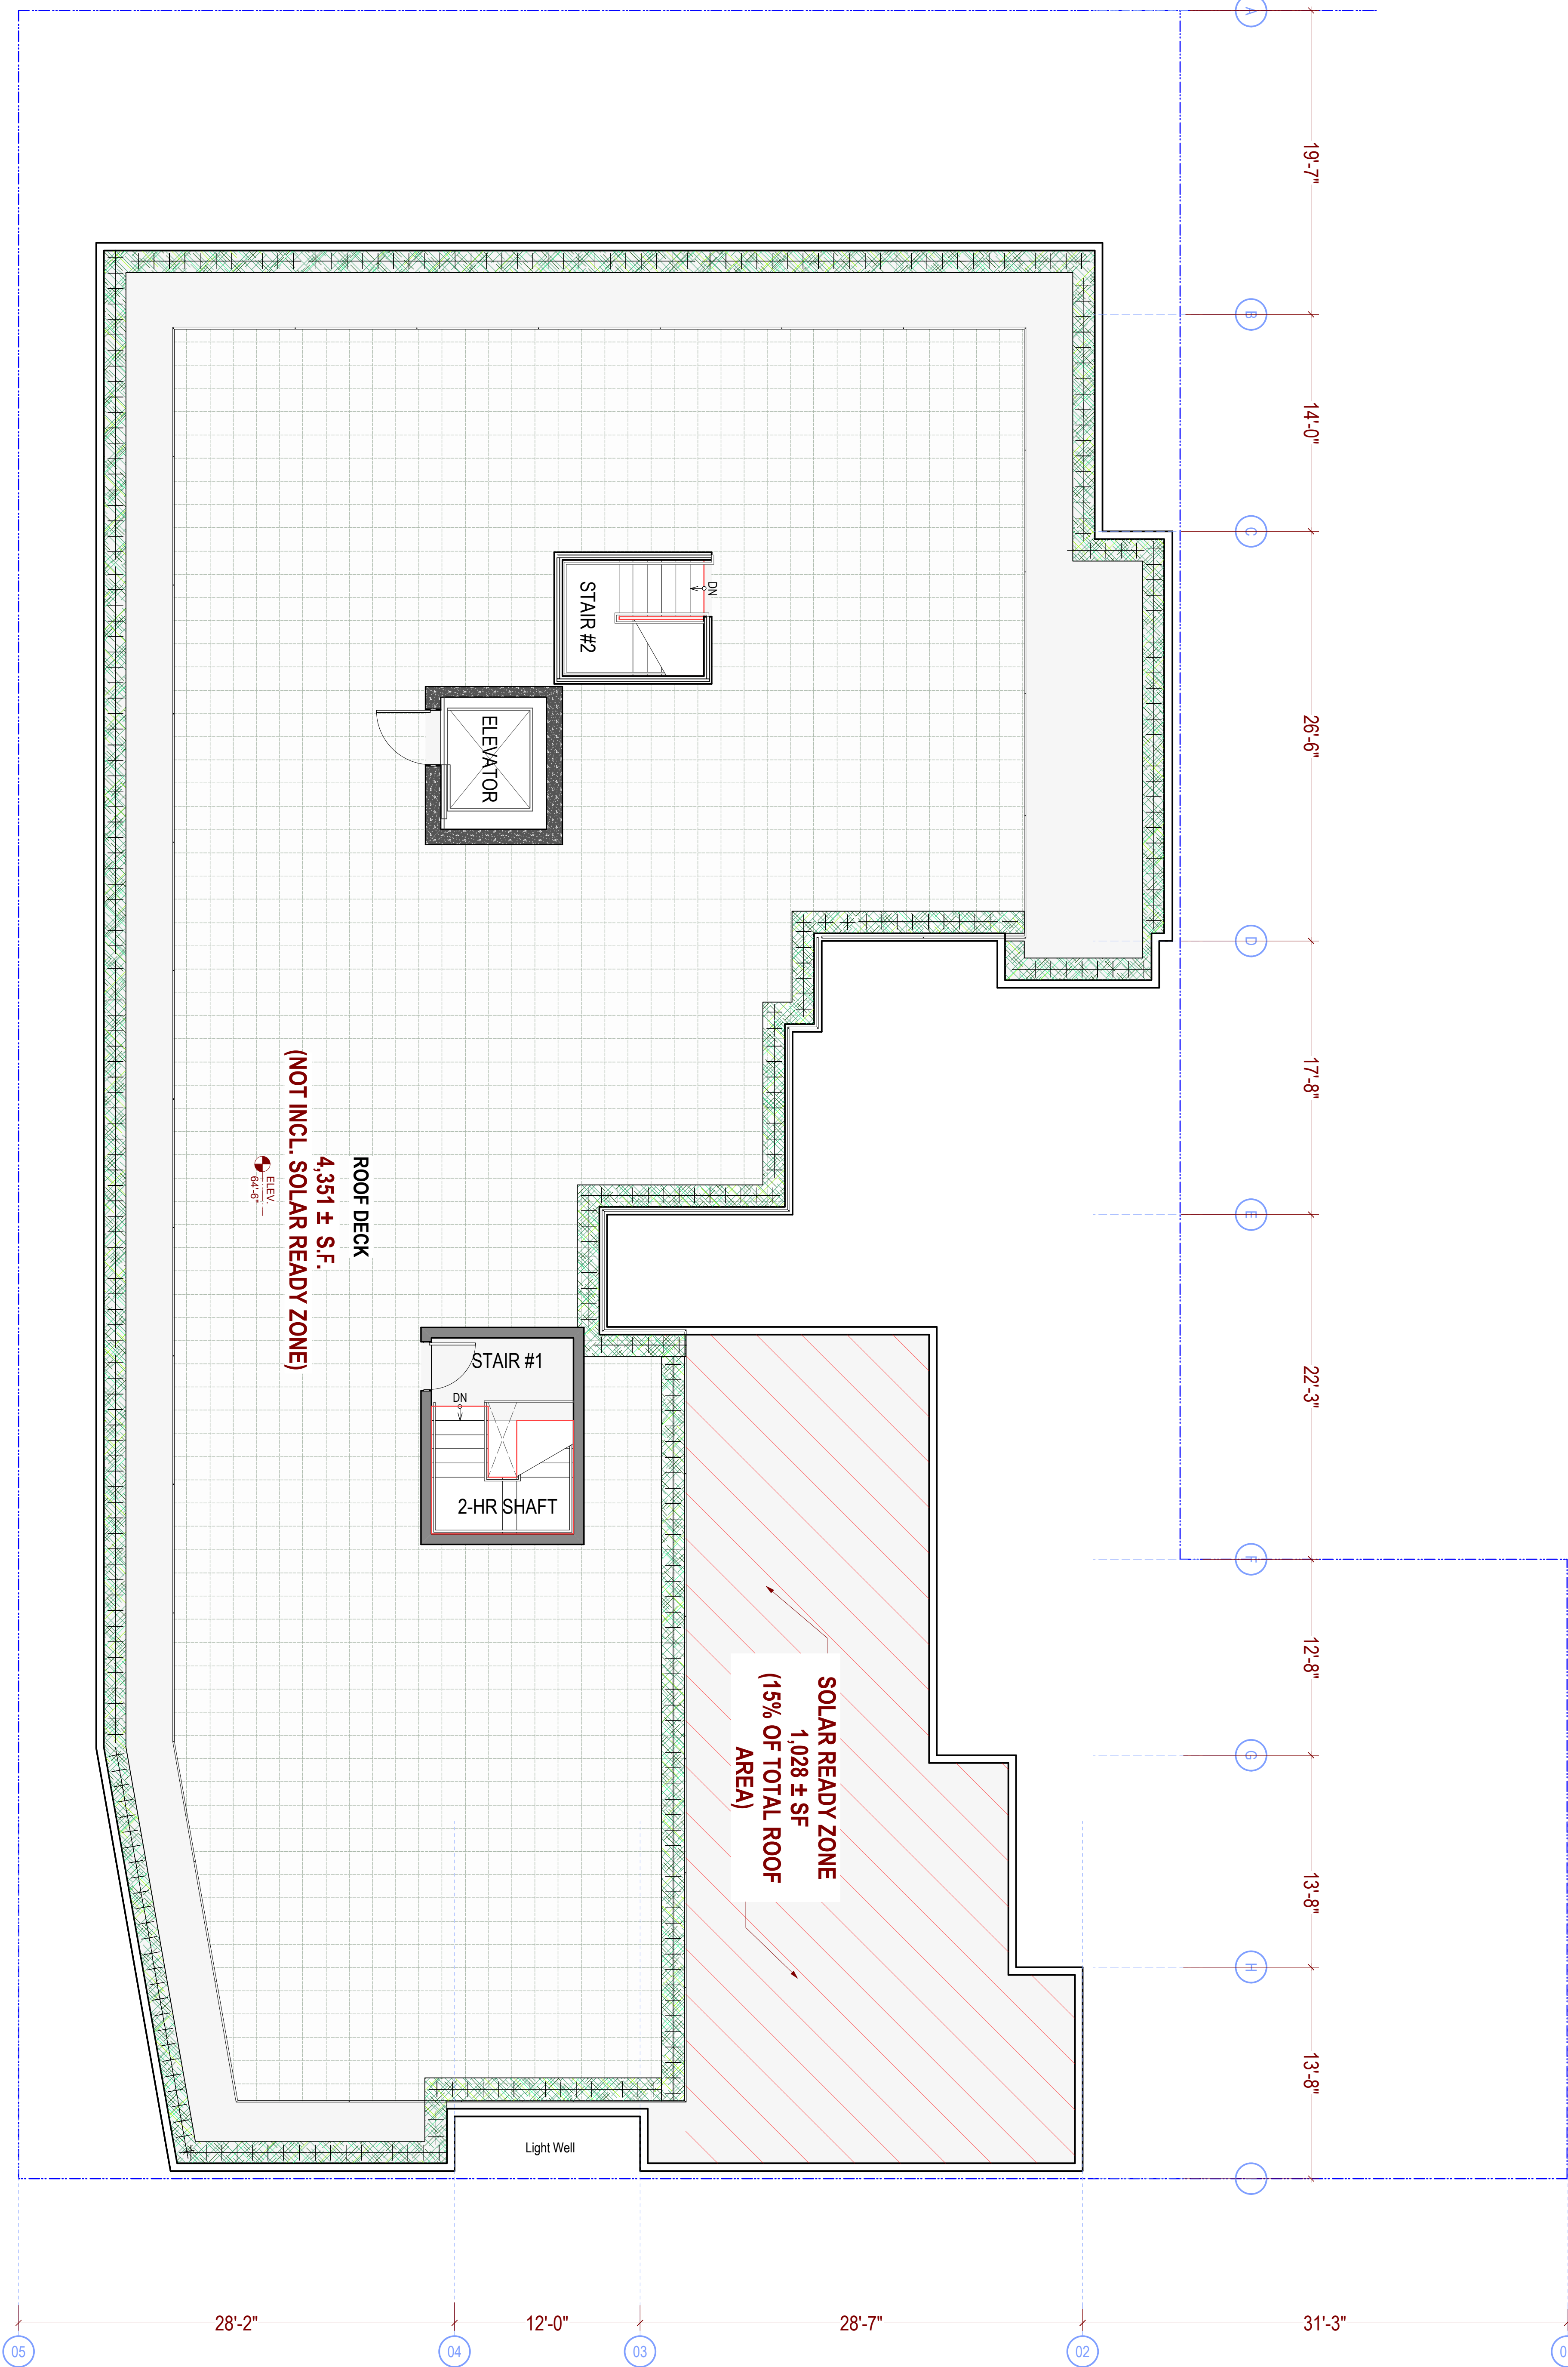 A
19'-7"
B
14'-0"
C
26'-6"
D
17'-8"
E
22'-3"
F
12'-8"
G
13'-8"
H
13'-8"
STAIR #2
DN
ELEVATOR
ROOF DECK
4,351 ± S.F.
(NOT INCL. SOLAR READY ZONE)
ELEV.
64'-6"
STAIR #1
DN
2-HR SHAFT
SOLAR READY ZONE
1,028 ± SF
(15% OF TOTAL ROOF
AREA)
Light Well
28'-2"
12'-0"
28'-7"
31'-3"
05
04
03
02